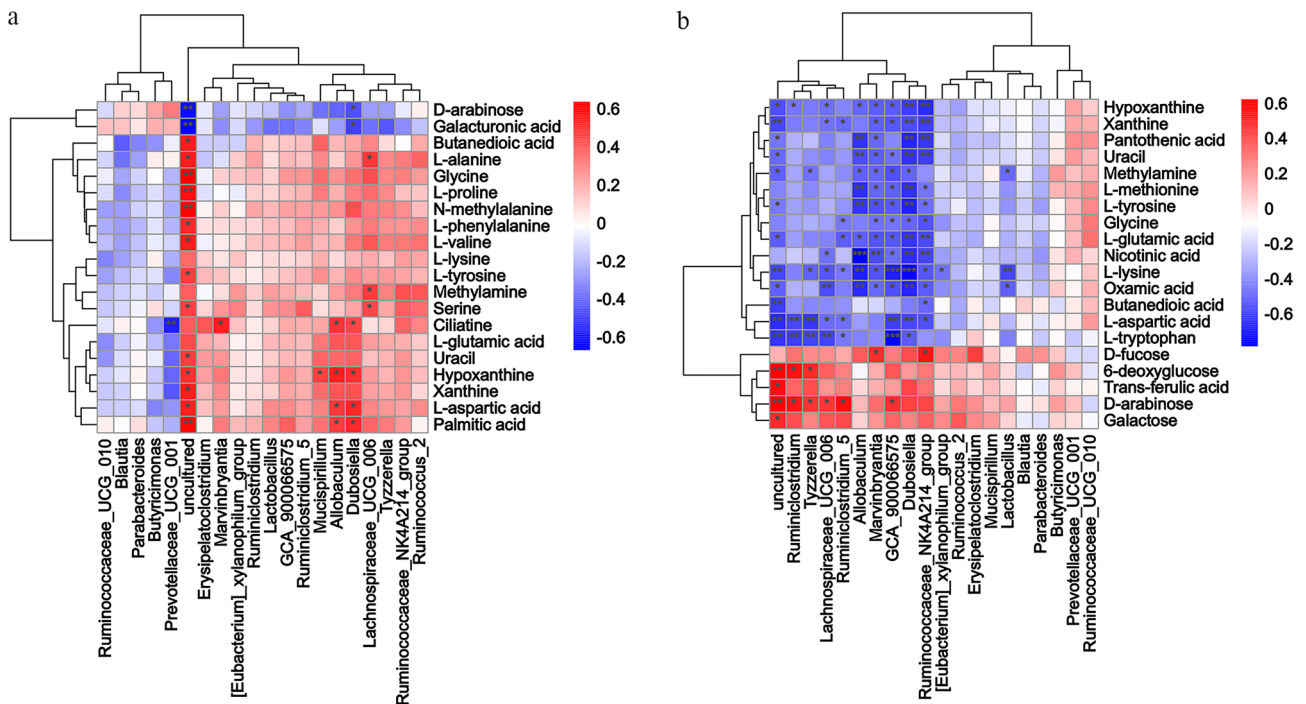 a
D-arabinose
Galacturonic acid
Butanedioic acid
L-alanine
Glycine
L-proline
N-methylalanine
L-phenylalanine
L-valine
L-lysine
L-tyrosine
Methylamine
Serine
Ciliatine
L-glutamic acid
Uracil
Hypoxanthine
Xanthine
L-aspartic acid
Palmitic acid
0.6
0.4
0.2
0
-0.2
-0.4
-0.6
Ruminococcaceae_UCG_010
Blautia
Parabacteroides
Butyricimonas
Prevotellaceae_UCG_001
uncultured
Erysipelatoclostridium
Marvinbryantia
[Eubacterium]_xylanophilum_group
Ruminiclostridium
Lactobacillus
GCA_900066575
Ruminiclostridium_5
Mucispirillum
Allobaculum
Dubosiella
Lachnospiraceae_UCG_006
Tyzzerella
Ruminococcaceae_NK4A214_group
Ruminococcus_2
b
Hypoxanthine
Xanthine
Pantothenic acid
Uracil
Methylamine
L-methionine
L-tyrosine
Glycine
L-glutamic acid
Nicotinic acid
L-lysine
Oxamic acid
Butanedioic acid
L-aspartic acid
L-tryptophan
D-fucose
6-deoxyglucose
Trans-ferulic acid
D-arabinose
Galactose
0.6
0.4
0.2
0
-0.2
-0.4
-0.6
uncultured
Ruminiclostridium
Tyzzerella
Lachnospiraceae_UCG_006
Ruminiclostridium_5
Allobaculum
Marvinbryantia
GCA_900066575
Dubosiella
Ruminococcaceae_NK4A214_group
[Eubacterium]_xylanophilum_group
Ruminococcus_2
Erysipelatoclostridium
Mucispirillum
Lactobacillus
Blautia
Parabacteroides
Butyricimonas
Prevotellaceae_UCG_001
Ruminococcaceae_UCG_010